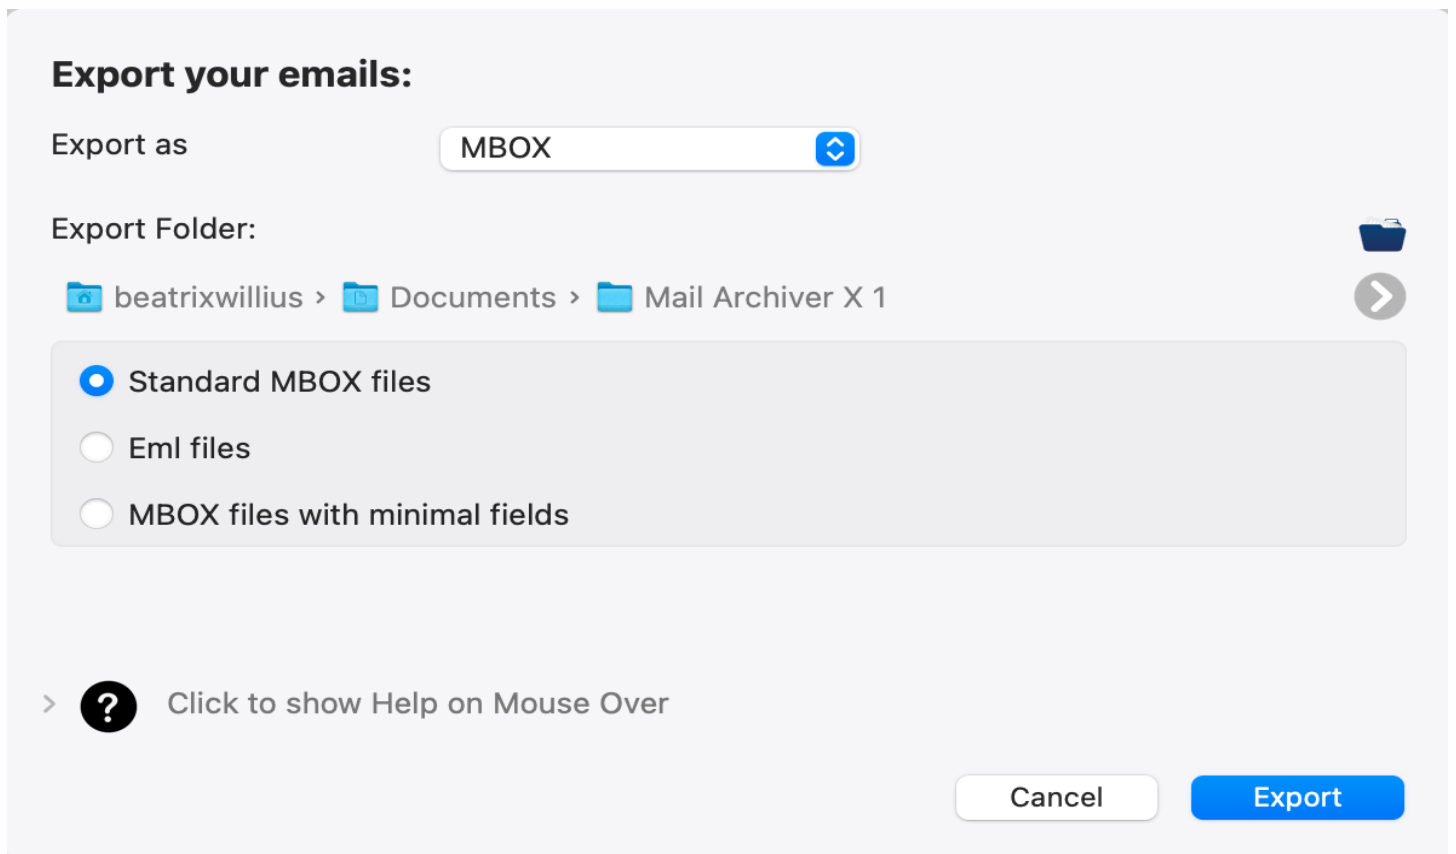 Export your emails:
Export as MBOX
Export Folder:
beatrixwillius › Documents › Mail Archiver X 1
Standard MBOX files
Eml files
MBOX files with minimal fields
? Click to show Help on Mouse Over
Cancel Export